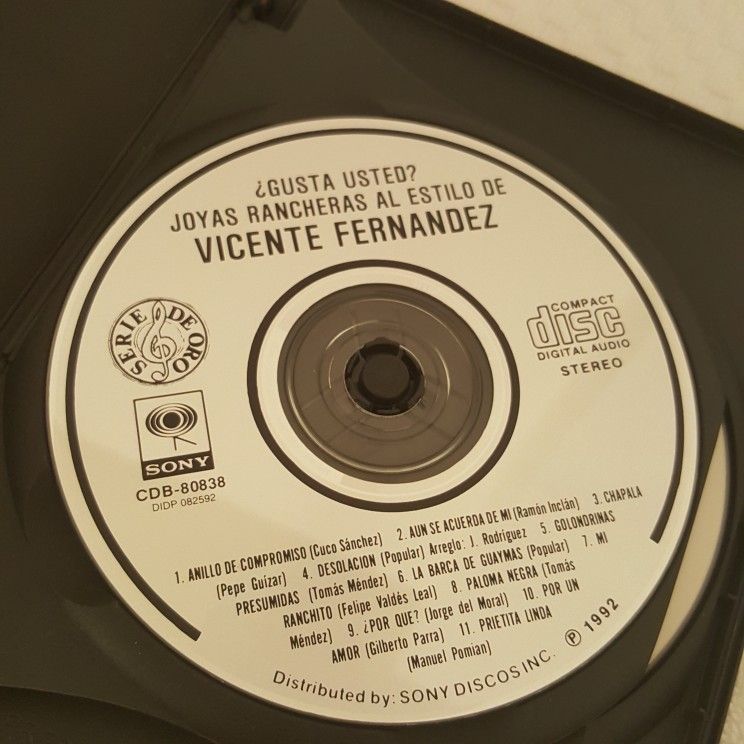 ¿GUSTA USTED?
JOYAS RANCHERAS AL ESTILO DE
VICENTE FERNANDEZ
SERIE DE ORO
COMPACT
disc
DIGITAL AUDIO
STEREO
SONY
CDB-80838
DIDP 082592
1. ANILLO DE COMPROMISO (Cuco Sánchez) 2. AUN SE ACUERDA DE MI (Ramón Inclán) 3. CHAPALA
(Pepe Guizar) 4. DESOLACION (Popular) Arreglo: J. Rodríguez 5. GOLONDRINAS
PRESUMIDAS (Tomás Méndez) 6. LA BARCA DE GUAYMAS (Popular) 7. MI
RANCHITO (Felipe Valdés Leal) 8. PALOMA NEGRA (Tomás
Méndez) 9. ¿POR QUE? (Jorge del Moral) 10. POR UN
AMOR (Gilberto Parra) 11. PRIETITA LINDA
(Manuel Pomian)
Distributed by: SONY DISCOS INC. ℗ 1992